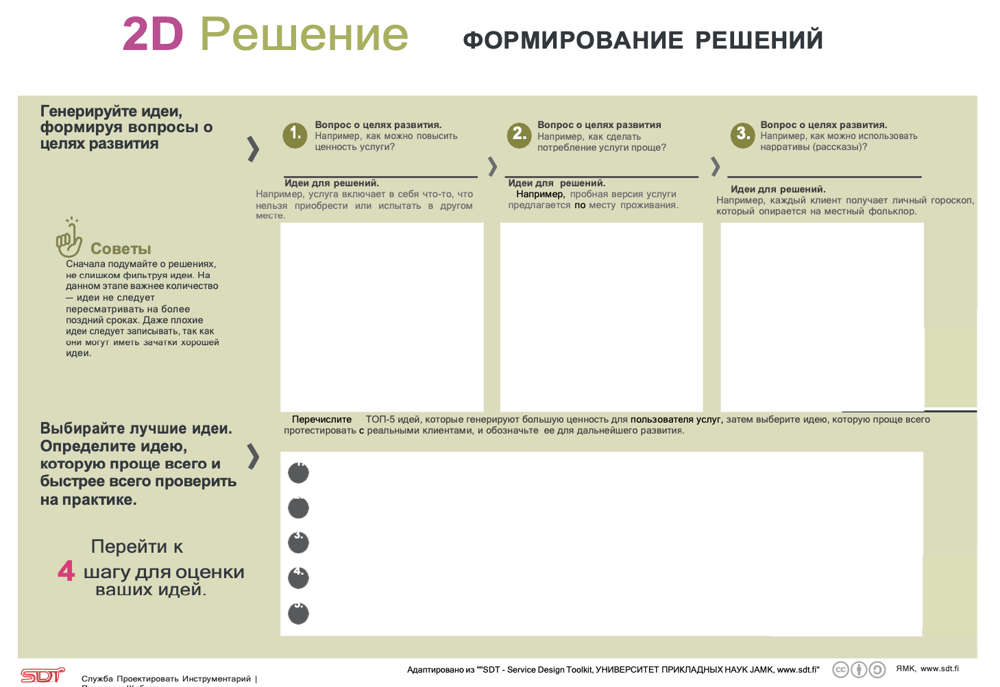 2D Решение
ФОРМИРОВАНИЕ РЕШЕНИЙ
Генерируйте идеи,
формируя вопросы о
целях развития
1.
Вопрос о целях развития.
Например, как можно повысить
ценность услуги?
2.
Вопрос о целях развития
Например, как сделать
потребление услуги проще?
3.
Вопрос о целях развития.
Например, как можно использовать
нарративы (рассказы)?
Идеи для решений.
Например, услуга включает в себя что-то, что
нельзя приобрести или испытать в другом
месте.
Идеи для решений.
Например, пробная версия услуги
предлагается по месту проживания.
Идеи для решений.
Например, каждый клиент получает личный гороскоп,
который опирается на местный фольклор.
Советы
Сначала подумайте о решениях,
не слишком фильтруя идеи. На
данном этапе важнее количество
— идеи не следует
пересматривать на более
поздний сроках. Даже плохие
идеи следует записывать, так как
они могут иметь зачатки хорошей
идеи.
Выбирайте лучшие идеи.
Определите идею,
которую проще всего и
быстрее всего проверить
на практике.
Перечислите ТОП-5 идей, которые генерируют большую ценность для пользователя услуг, затем выберите идею, которую проще всего
протестировать с реальными клиентами, и обозначьте ее для дальнейшего развития.
3.
4.
5.
Перейти к
4 шагу для оценки
ваших идей.
SDT
Служба Проектировать Инструментарий |
Адаптировано из ""SDT - Service Design Toolkit, УНИВЕРСИТЕТ ПРИКЛАДНЫХ НАУК JAMK, www.sdt.fi"
cc
ЯМК, www.sdt.fi